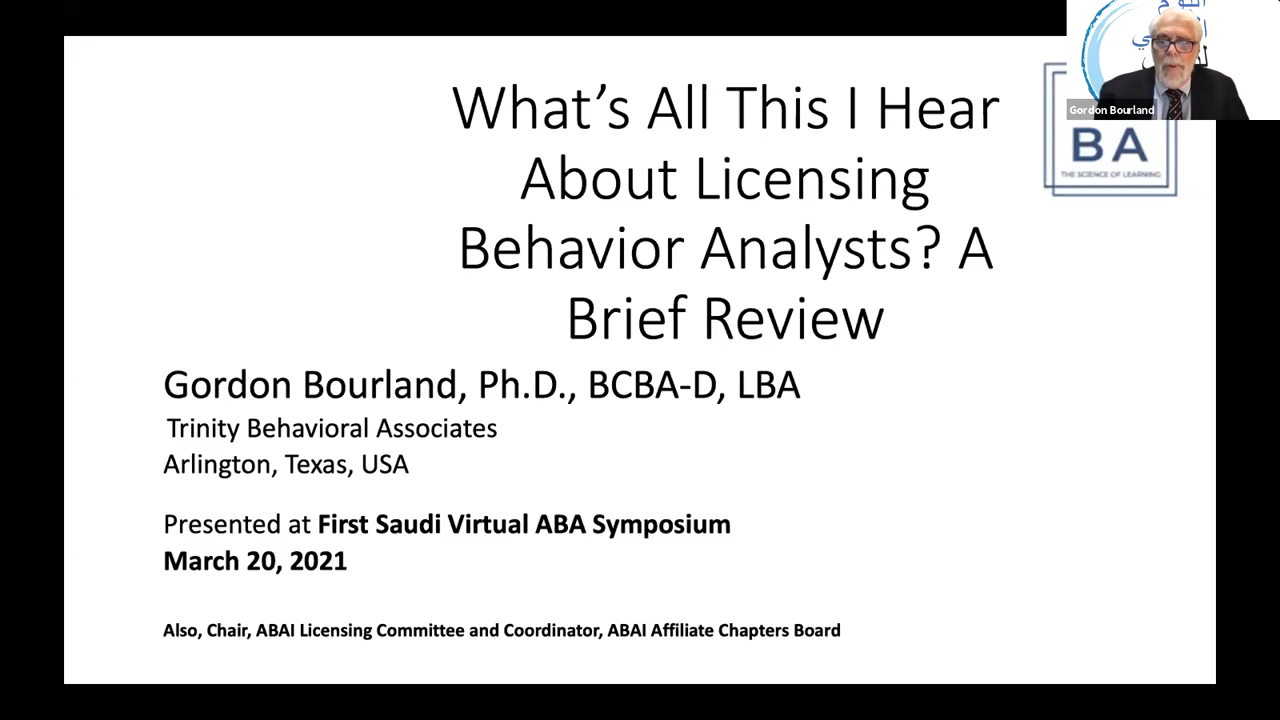 What's All This I Hear
About Licensing
Behavior Analysts? A
Brief Review
Gordon Bourland, Ph.D., BCBA-D, LBA
Trinity Behavioral Associates
Arlington, Texas, USA
Presented at First Saudi Virtual ABA Symposium
March 20, 2021
Also, Chair, ABAI Licensing Committee and Coordinator, ABAI Affiliate Chapters Board
Gordon Bourland
BA
THE SCIENCE OF LEARNING